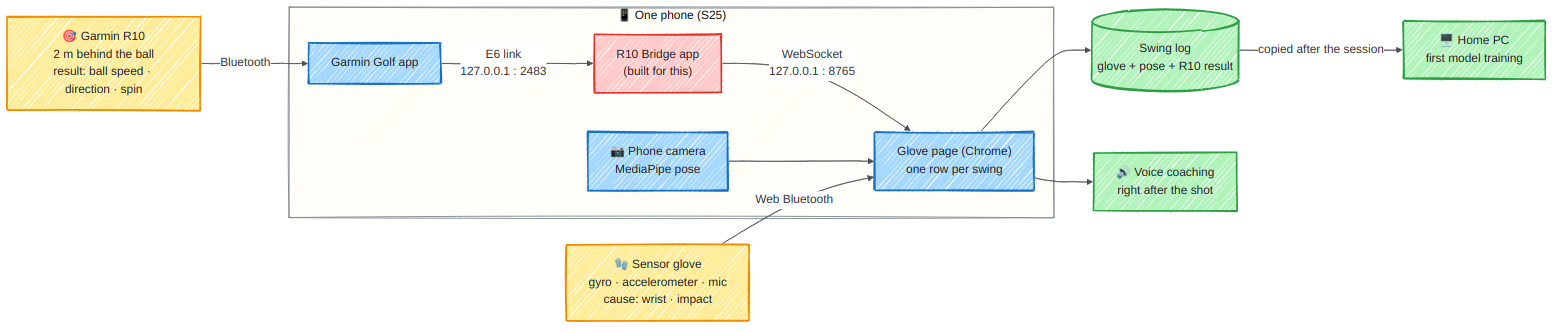 📱 One phone (S25)
🎯 Garmin R10
2 m behind the ball
result: ball speed ·
direction · spin
Bluetooth
Garmin Golf app
E6 link
127.0.0.1 : 2483
R10 Bridge app
(built for this)
WebSocket
127.0.0.1 : 8765
📷 Phone camera
MediaPipe pose
Glove page (Chrome)
one row per swing
Web Bluetooth
🧤 Sensor glove
gyro · accelerometer · mic
cause: wrist · impact
Swing log
glove + pose + R10 result
copied after the session
🖥️ Home PC
first model training
🔊 Voice coaching
right after the shot